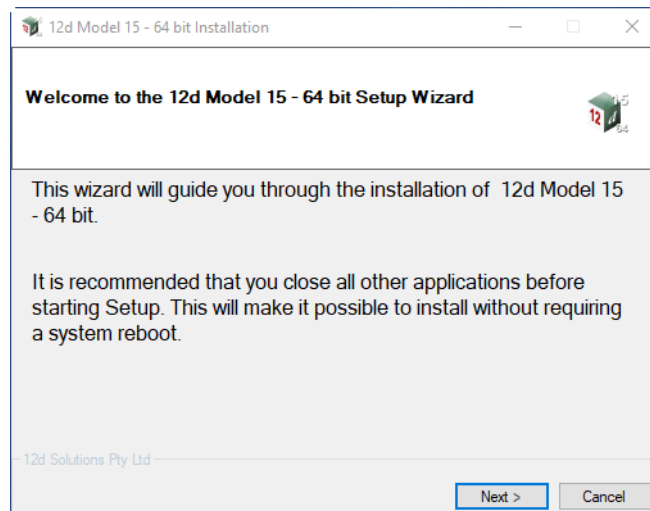 12d Model 15 - 64 bit Installation
Welcome to the 12d Model 15 - 64 bit Setup Wizard
12 d 15
64
This wizard will guide you through the installation of 12d Model 15
- 64 bit.
It is recommended that you close all other applications before
starting Setup. This will make it possible to install without requiring
a system reboot.
12d Solutions Pty Ltd
Next >
Cancel